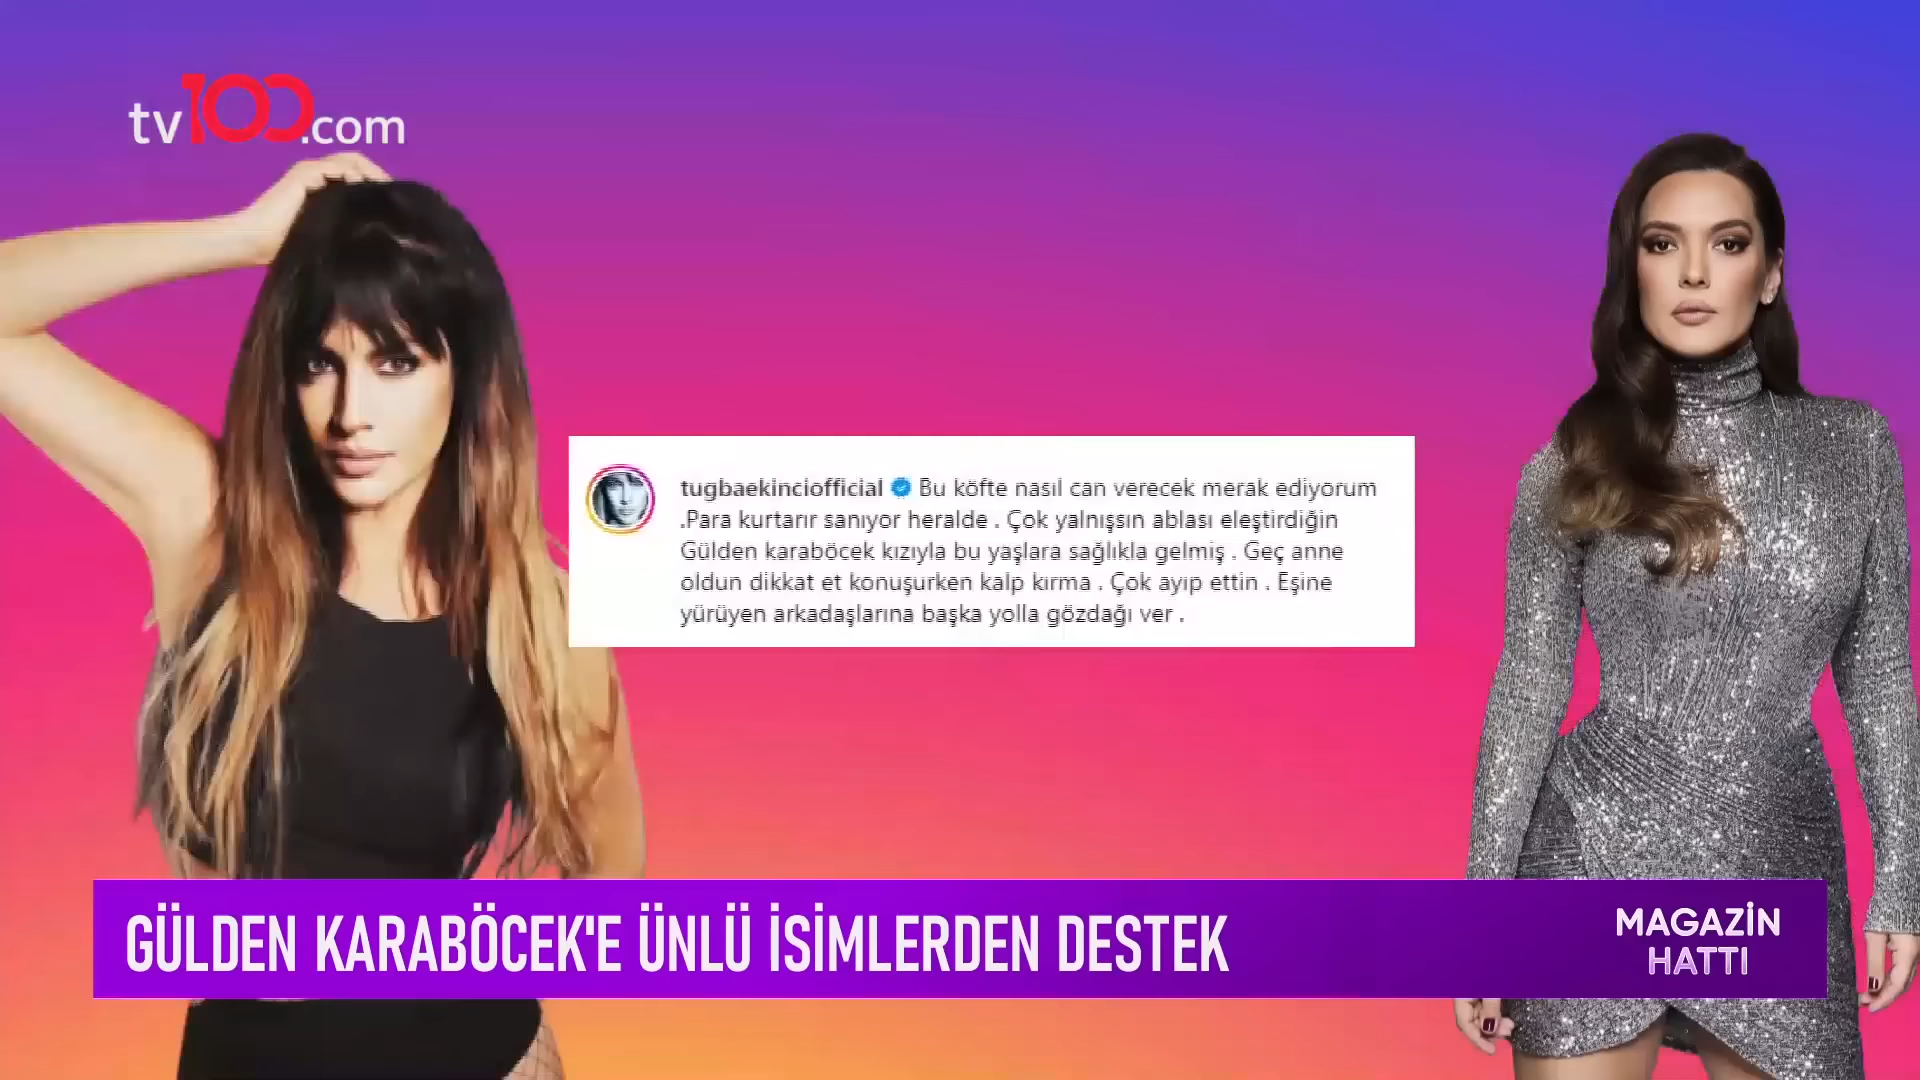 tv100.com
tugbaekinciofficial Bu köfte nasıl can verecek merak ediyorum
.Para kurtarır sanıyor heralde . Çok yalnışsın ablası eleştirdiğin
Gülden karaböcek kızıyla bu yaşlara sağlıkla gelmiş . Geç anne
oldun dikkat et konuşurken kalp kırma . Çok ayıp ettin . Eşine
yürüyen arkadaşlarına başka yolla gözdağı ver .
GÜLDEN KARABÖCEK'E ÜNLÜ İSİMLERDEN DESTEK
MAGAZİN
HATTI